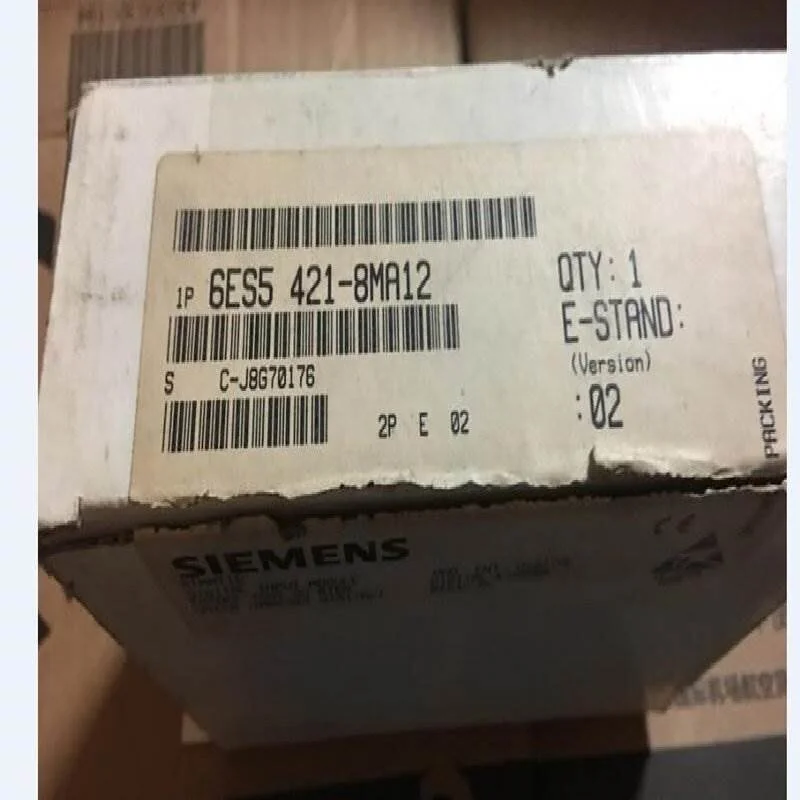 1P 6ES5 421-8MA12
QTY: 1
E-STAND:
(Version)
:02
S C-J8G70176
2P E 02
PACKING
SIEMENS